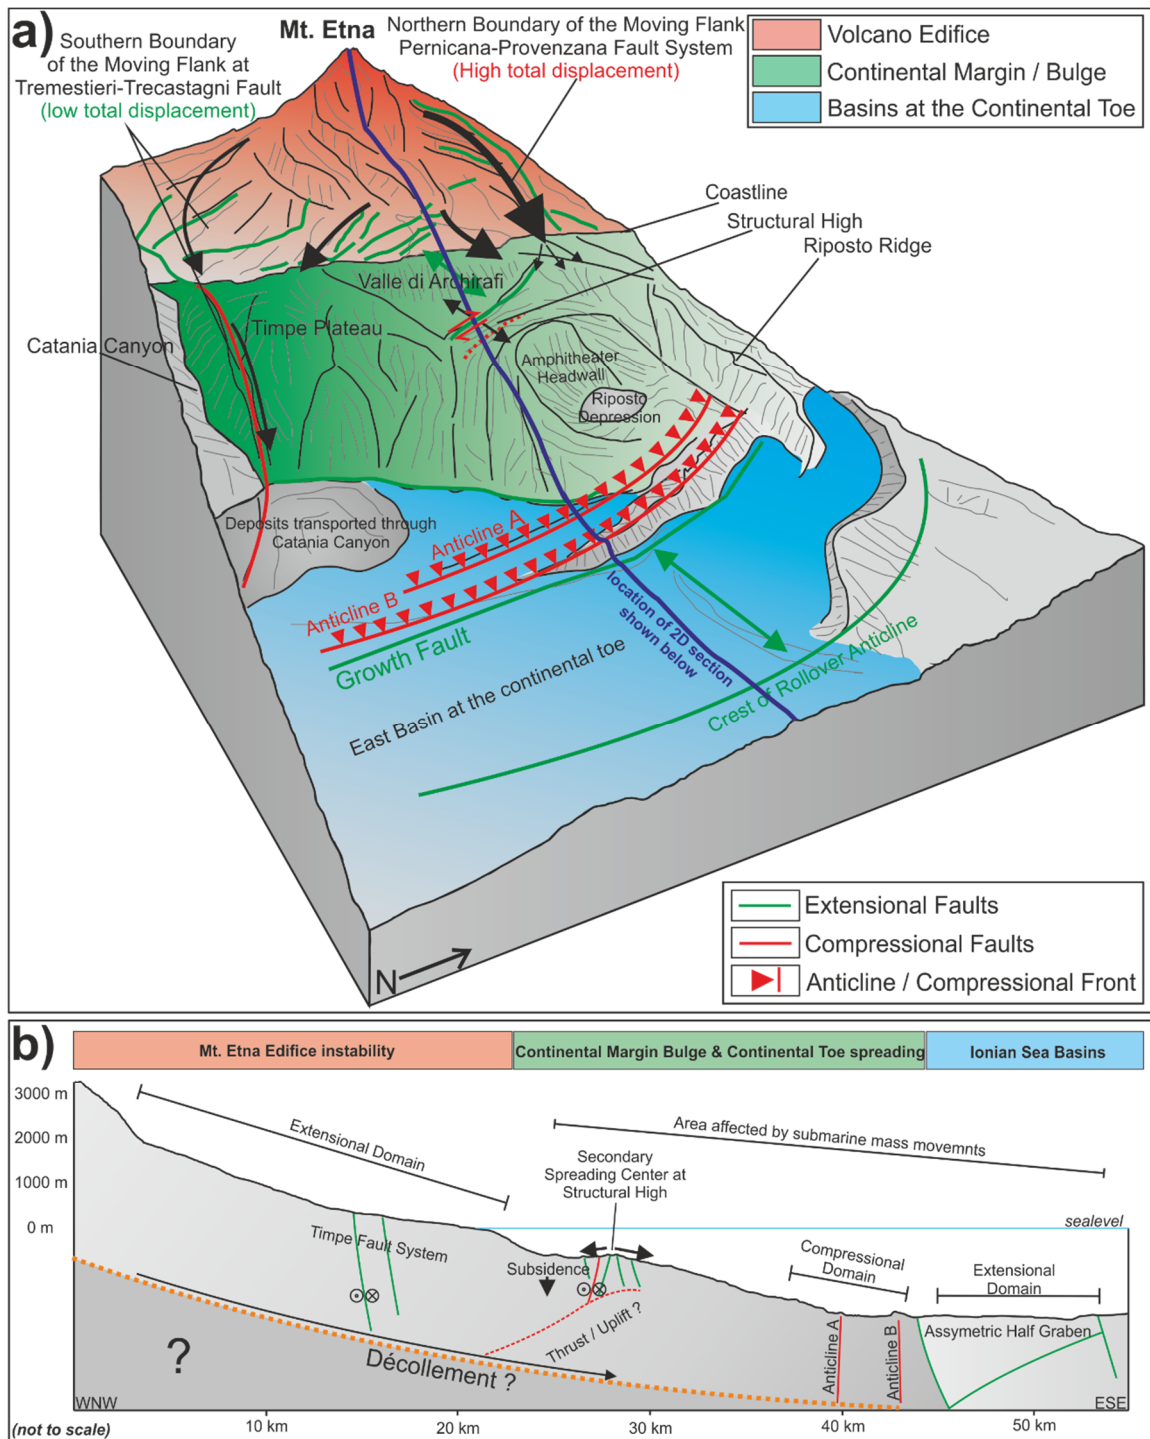 a)
Southern Boundary
of the Moving Flank at
Tremestieri-Trecastagni Fault
(low total displacement)
Mt. Etna
Northern Boundary of the Moving Flank
Pernicana-Provenzana Fault System
(High total displacement)
Volcano Edifice
Continental Margin / Bulge
Basins at the Continental Toe
Coastline
Structural High
Riposto Ridge
Valle di Archirafi
Timpe Plateau
Catania Canyon
Amphitheater
Headwall
Riposto
Depression
Deposits transported through
Catania Canyon
Anticline A
Anticline B
Growth Fault
location of 2D section
shown below
East Basin at the continental toe
Crest of Rollover Anticline
N
Extensional Faults
Compressional Faults
Anticline / Compressional Front
b)
Mt. Etna Edifice instability
Continental Margin Bulge & Continental Toe spreading
Ionian Sea Basins
3000 m
2000 m
1000 m
0 m
Extensional Domain
Area affected by submarine mass movemnts
Secondary
Spreading Center at
Structural High
sealevel
Timpe Fault System
Subsidence
Compressional
Domain
Extensional
Domain
Thrust / Uplift ?
Anticline A
Anticline B
Assymetric Half Graben
?
Décollement ?
WNW
ESE
(not to scale)
10 km
20 km
30 km
40 km
50 km